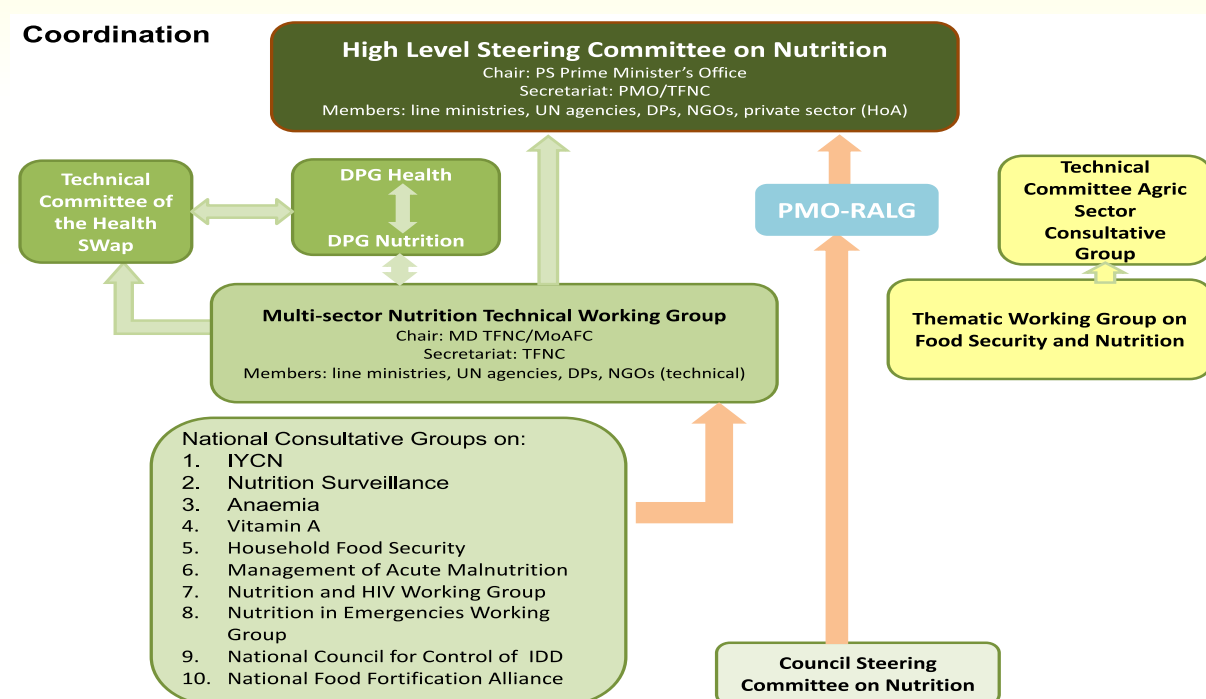 Coordination
High Level Steering Committee on Nutrition
Chair: PS Prime Minister's Office
Secretariat: PMO/TFNC
Members: line ministries, UN agencies, DPs, NGOs, private sector (HoA)
Technical
Committee of
the Health
SWap
DPG Health
DPG Nutrition
PMO-RALG
Technical
Committee Agric
Sector
Consultative
Group
Multi-sector Nutrition Technical Working Group
Chair: MD TFNC/MoAFC
Secretariat: TFNC
Members: line ministries, UN agencies, DPs, NGOs (technical)
Thematic Working Group on
Food Security and Nutrition
National Consultative Groups on:
1. IYCN
2. Nutrition Surveillance
3. Anaemia
4. Vitamin A
5. Household Food Security
6. Management of Acute Malnutrition
7. Nutrition and HIV Working Group
8. Nutrition in Emergencies Working
Group
9. National Council for Control of IDD
10. National Food Fortification Alliance
Council Steering
Committee on Nutrition